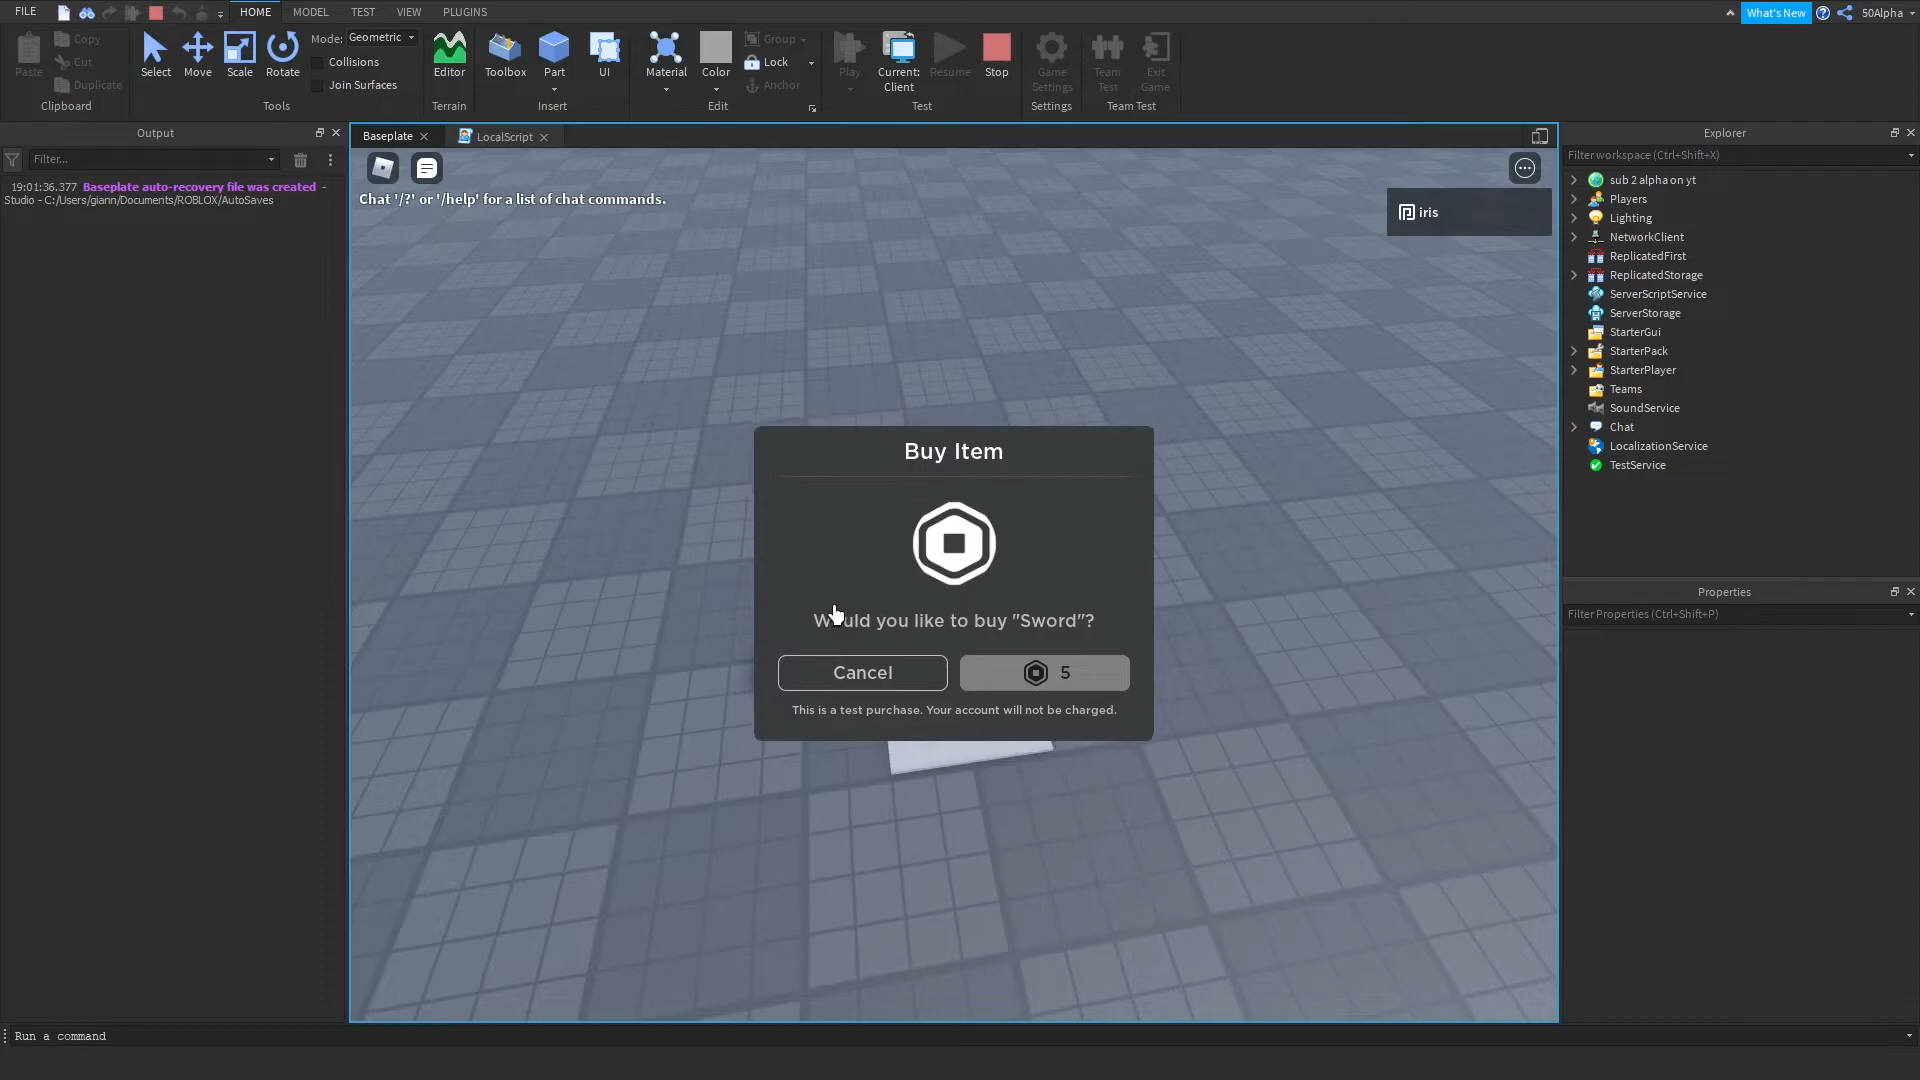 FILE HOME MODEL TEST VIEW PLUGINS What's New 50Alpha
Paste Copy Cut Duplicate
Clipboard
Select Move Scale Rotate Mode: Geometric
Collisions
Join Surfaces
Tools
Editor
Terrain
Toolbox Part UI
Insert
Material Color Group Lock Anchor
Edit
Play Current: Client Resume Stop
Test
Game Settings
Settings
Team Test Exit Game
Team Test
Output
Filter...
19:01:36.377 Baseplate auto-recovery file was created -
Studio - C:/Users/giann/Documents/ROBLOX/AutoSaves
Baseplate LocalScript
Chat '/?' or '/help' for a list of chat commands.
iris
Buy Item
Would you like to buy "Sword"?
Cancel 5
This is a test purchase. Your account will not be charged.
Explorer
Filter workspace (Ctrl+Shift+X)
sub 2 alpha on yt
Players
Lighting
NetworkClient
ReplicatedFirst
ReplicatedStorage
ServerScriptService
ServerStorage
StarterGui
StarterPack
StarterPlayer
Teams
SoundService
Chat
LocalizationService
TestService
Properties
Filter Properties (Ctrl+Shift+P)
Run a command